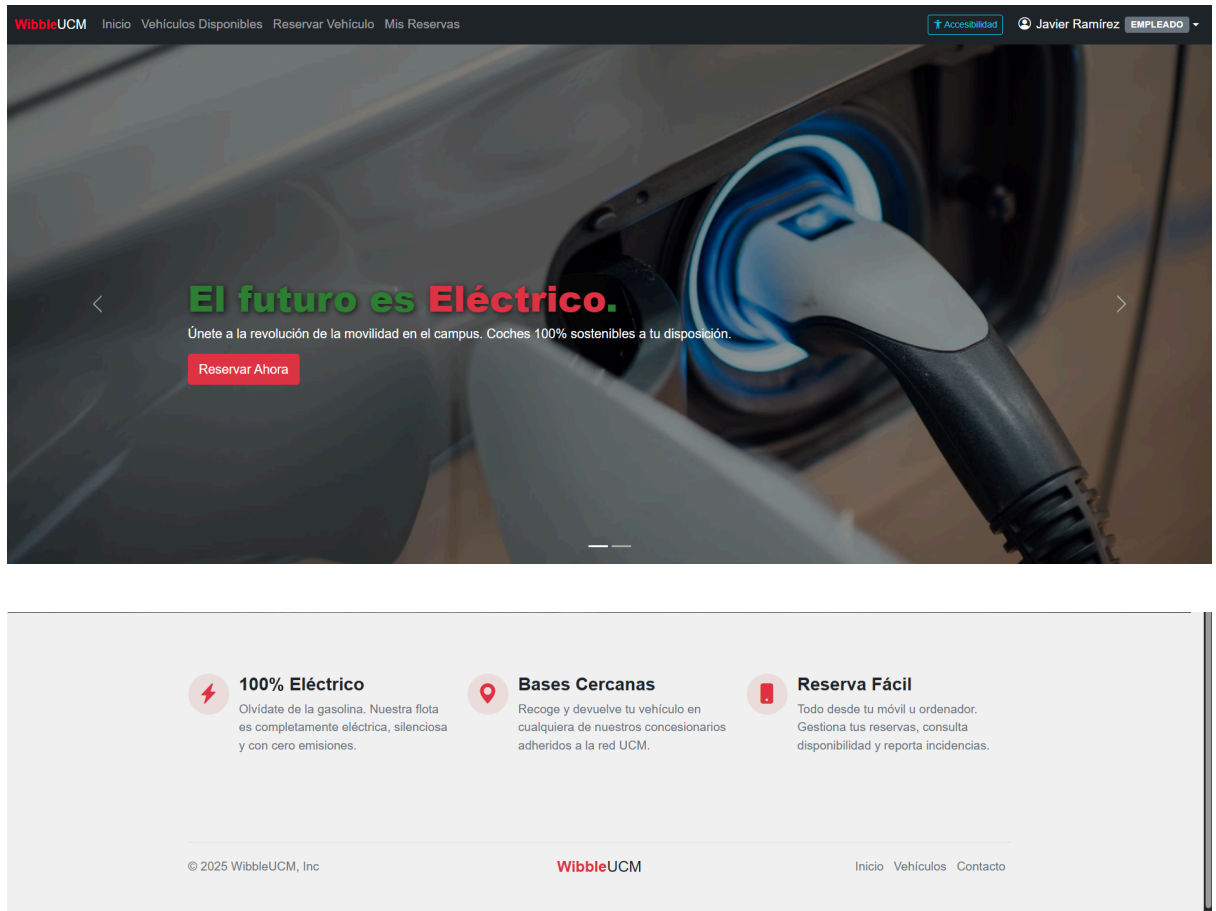 WibbleUCM Inicio Vehículos Disponibles Reservar Vehículo Mis Reservas Accesibilidad Javier Ramírez EMPLEADO
El futuro es Eléctrico.
Únete a la revolución de la movilidad en el campus. Coches 100% sostenibles a tu disposición.
Reservar Ahora
100% Eléctrico
Olvídate de la gasolina. Nuestra flota
es completamente eléctrica, silenciosa
y con cero emisiones.
Bases Cercanas
Recoge y devuelve tu vehículo en
cualquiera de nuestros concesionarios
adheridos a la red UCM.
Reserva Fácil
Todo desde tu móvil u ordenador.
Gestiona tus reservas, consulta
disponibilidad y reporta incidencias.
© 2025 WibbleUCM, Inc
WibbleUCM
Inicio Vehículos Contacto